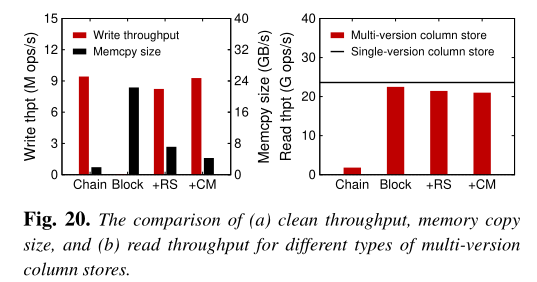 15
12
9
6
3
0
Write thpt (M ops/s)
Write throughput
Memcpy size
40
32
24
16
8
0
Memcpy size (GB/s)
Chain Block +RS +CM
40
30
20
10
0
Read thpt (G ops/s)
Multi-version column store
Single-version column store
Chain Block +RS +CM
Fig. 20. The comparison of (a) clean throughput, memory copy
size, and (b) read throughput for different types of multi-version
column stores.